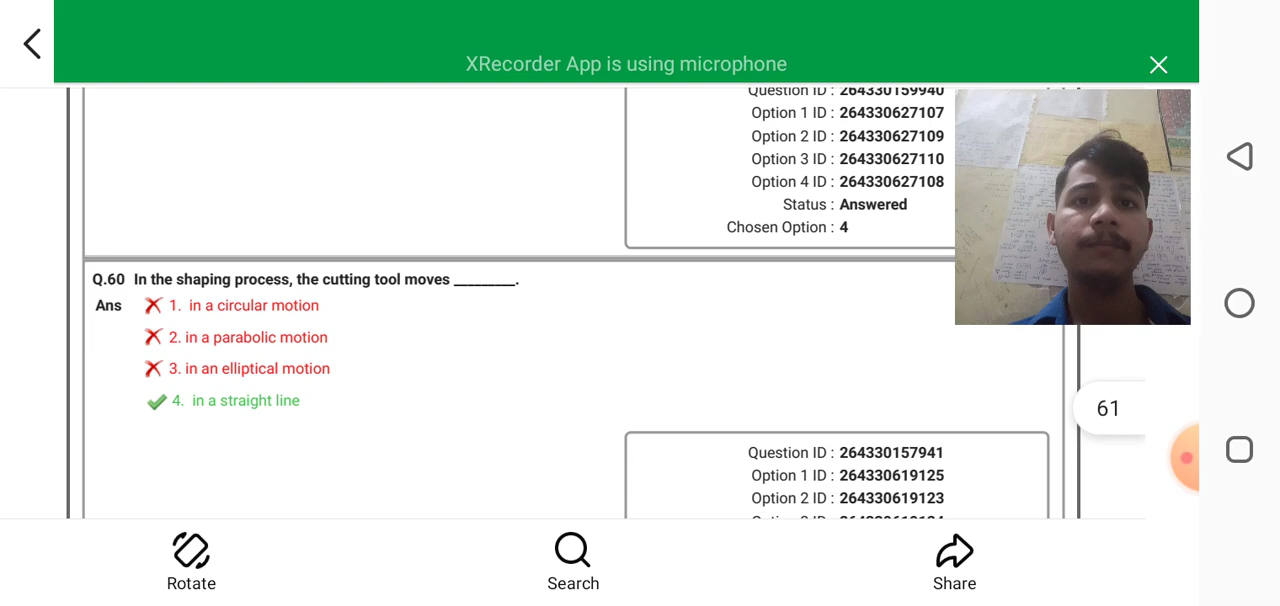 XRecorder App is using microphone
Question ID : 264330159940
Option 1 ID : 264330627107
Option 2 ID : 264330627109
Option 3 ID : 264330627110
Option 4 ID : 264330627108
Status : Answered
Chosen Option : 4
Q.60 In the shaping process, the cutting tool moves _________.
Ans 1. in a circular motion
2. in a parabolic motion
3. in an elliptical motion
4. in a straight line
61
Question ID : 264330157941
Option 1 ID : 264330619125
Option 2 ID : 264330619123
Rotate
Search
Share